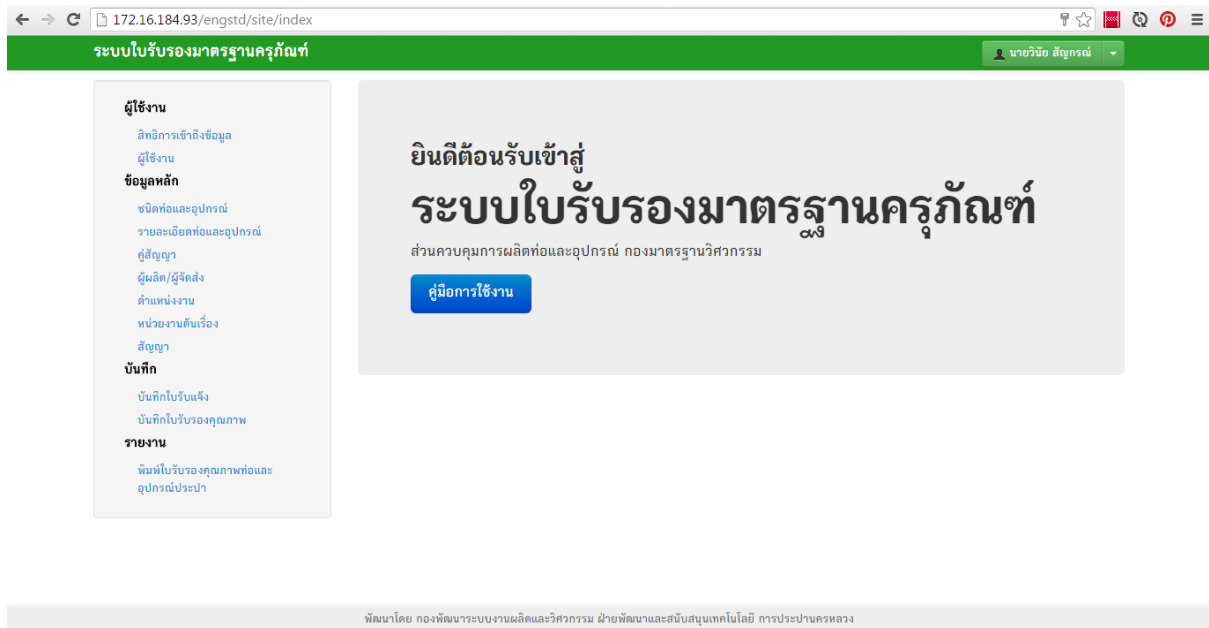 172.16.184.93/engstd/site/index
ระบบใบรับรองมาตรฐานครุภัณฑ์
นายวินัย สัญกรณ์
ผู้ใช้งาน
สิทธิการเข้าถึงข้อมูล
ผู้ใช้งาน
ข้อมูลหลัก
ชนิดท่อและอุปกรณ์
รายละเอียดท่อและอุปกรณ์
คู่สัญญา
ผู้ผลิต/ผู้จัดส่ง
ตำแหน่งงาน
หน่วยงานต้นเรื่อง
สัญญา
บันทึก
บันทึกใบรับแจ้ง
บันทึกใบรับรองคุณภาพ
รายงาน
พิมพ์ใบรับรองคุณภาพท่อและ
อุปกรณ์ประปา
ยินดีต้อนรับเข้าสู่
ระบบใบรับรองมาตรฐานครุภัณฑ์
ส่วนควบคุมการผลิตท่อและอุปกรณ์ กองมาตรฐานวิศวกรรม
คู่มือการใช้งาน
พัฒนาโดย กองพัฒนาระบบงานผลิตและวิศวกรรม ฝ่ายพัฒนาและสนับสนุนเทคโนโลยี การประปานครหลวง